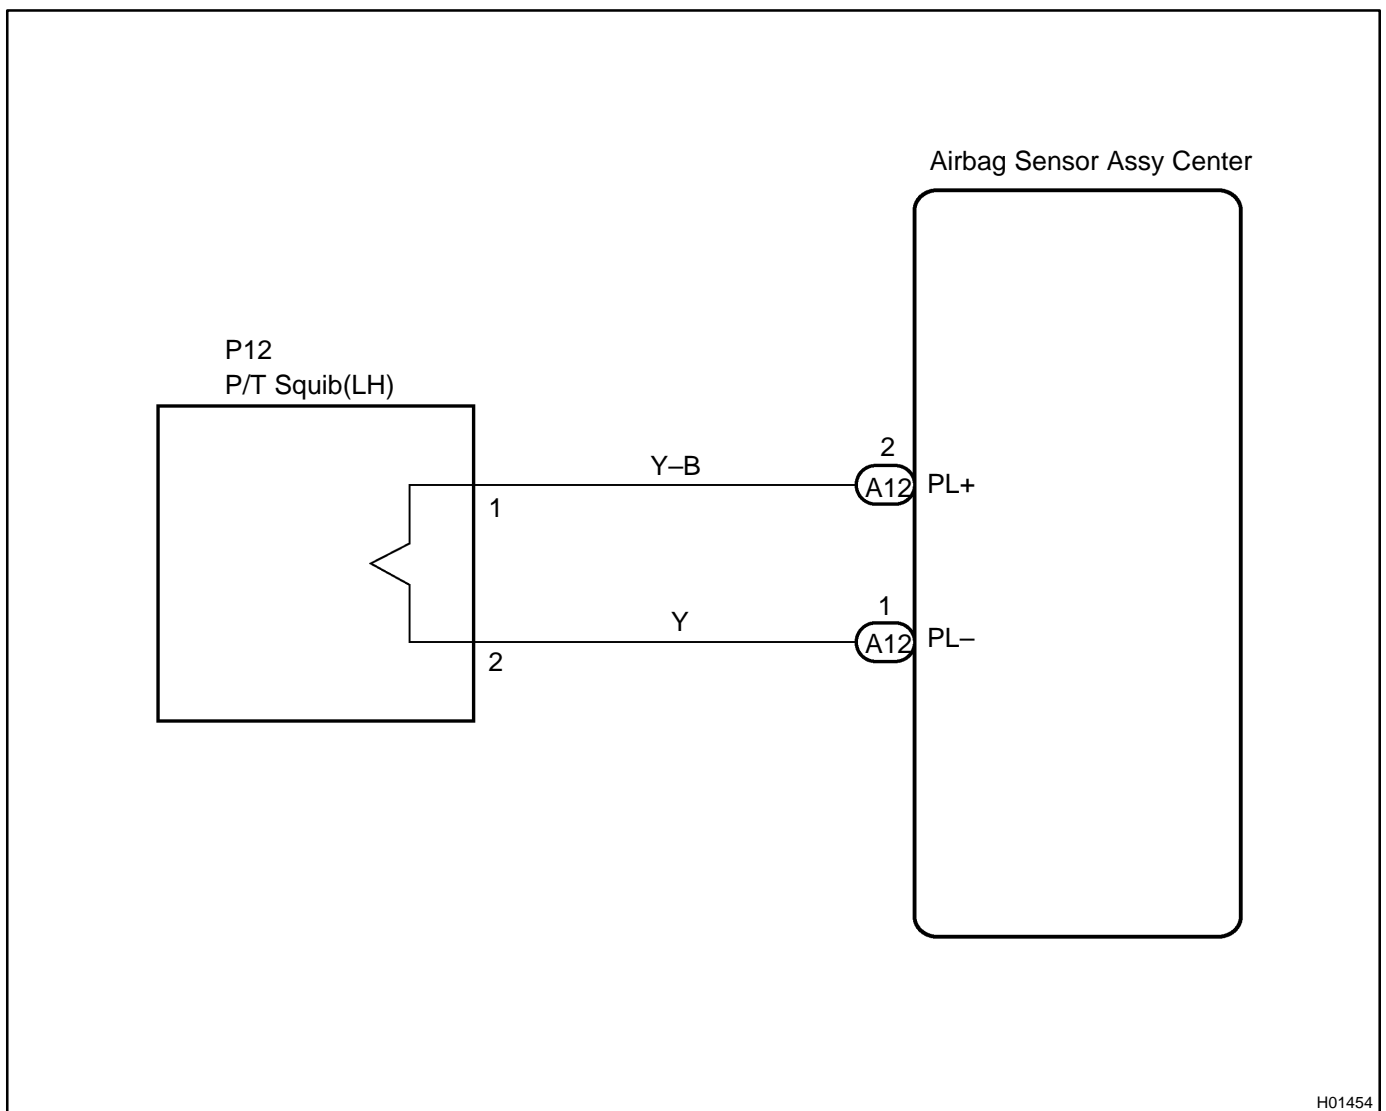 Airbag Sensor Assy Center
P12
P/T Squib(LH)
2
Y–B
A12
PL+
1
1
Y
A12
PL–
2
H01454